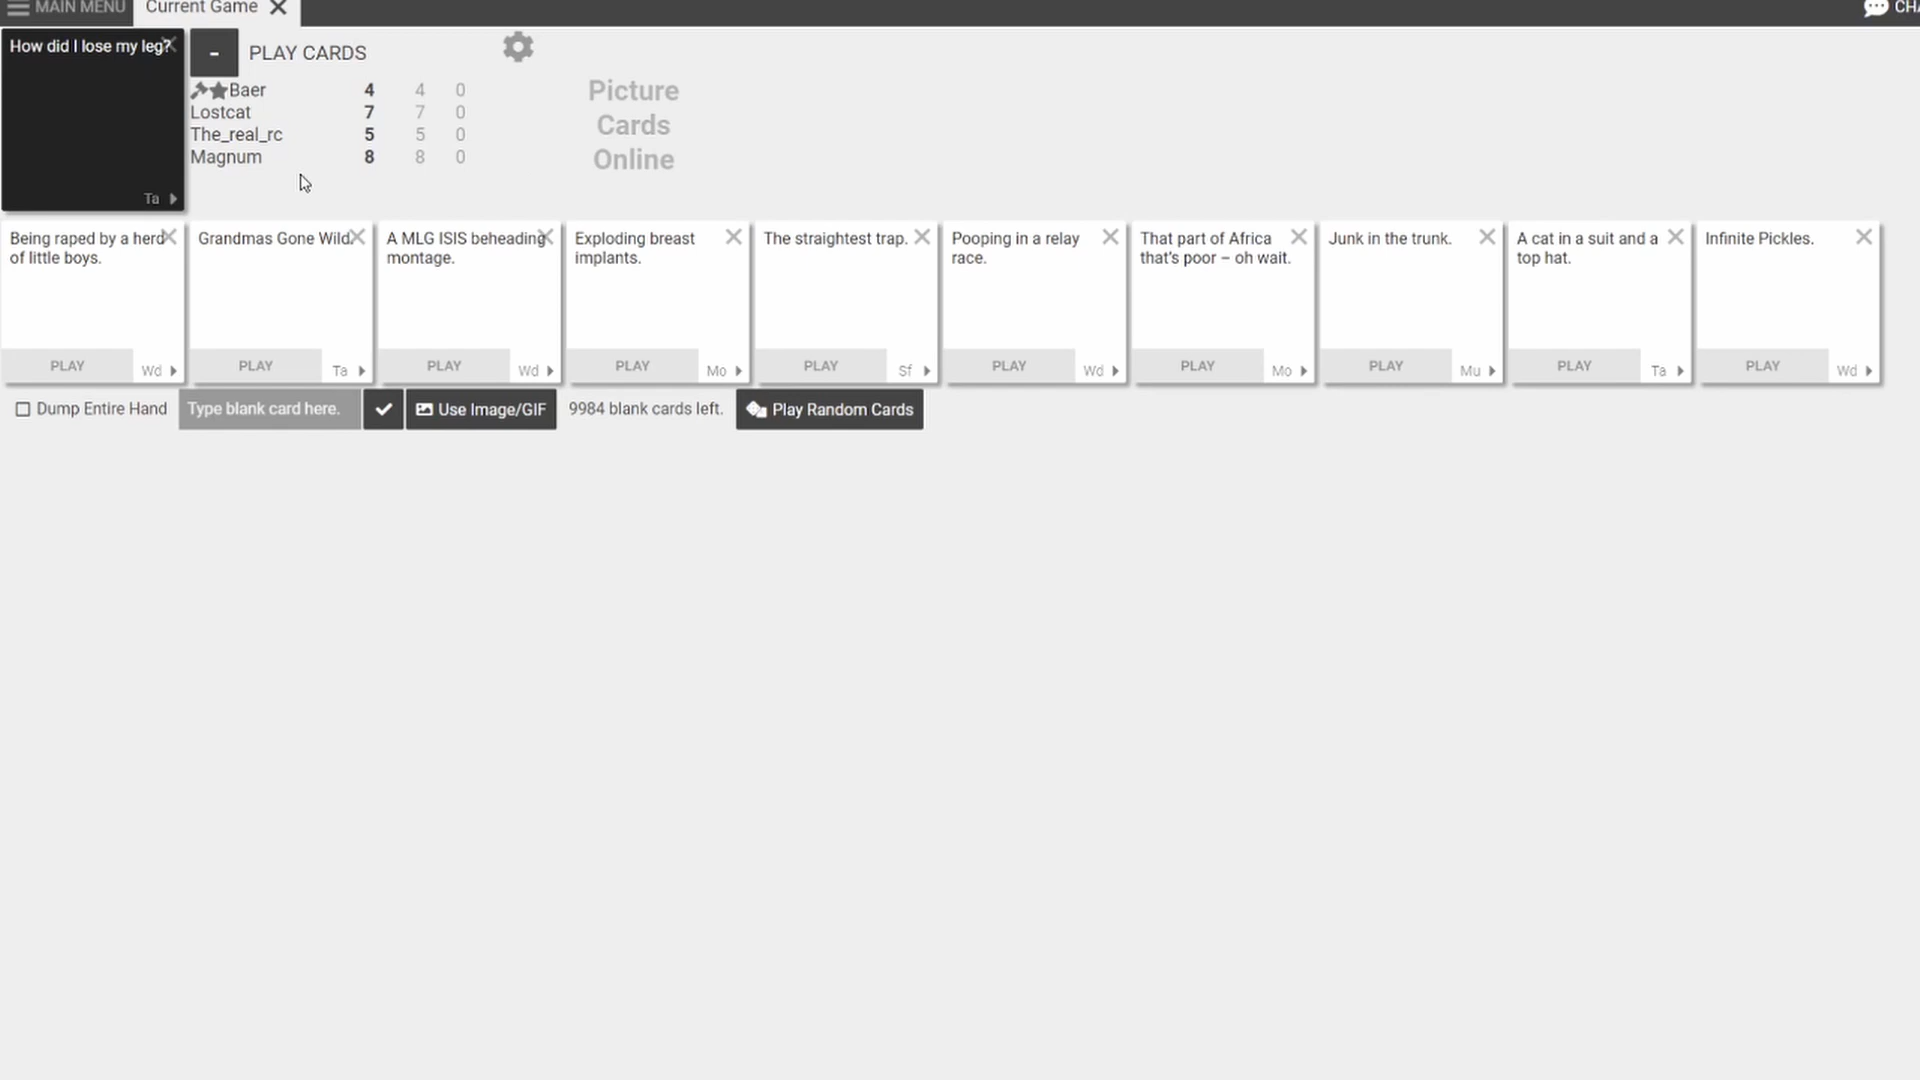 MAIN MENU
Current Game
How did I lose my leg?
-
PLAY CARDS
Baer 4 4 0
Lostcat 7 7 0
The_real_rc 5 5 0
Magnum 8 8 0
Picture
Cards
Online
Ta
Being raped by a herd
of little boys.
PLAY
Wd
Grandmas Gone Wild.
PLAY
Ta
A MLG ISIS beheading
montage.
PLAY
Wd
Exploding breast
implants.
PLAY
Mo
The straightest trap.
PLAY
Sf
Pooping in a relay
race.
PLAY
Wd
That part of Africa
that's poor – oh wait.
PLAY
Mo
Junk in the trunk.
PLAY
Mu
A cat in a suit and a
top hat.
PLAY
Ta
Infinite Pickles.
PLAY
Wd
Dump Entire Hand
Type blank card here.
Use Image/GIF
9984 blank cards left.
Play Random Cards